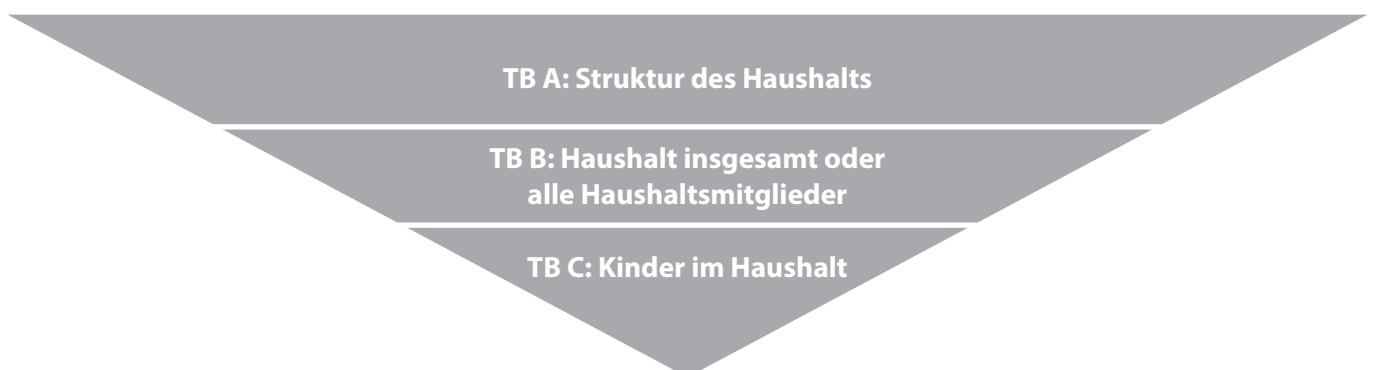 TB A: Struktur des Haushalts
TB B: Haushalt insgesamt oder
alle Haushaltsmitglieder
TB C: Kinder im Haushalt